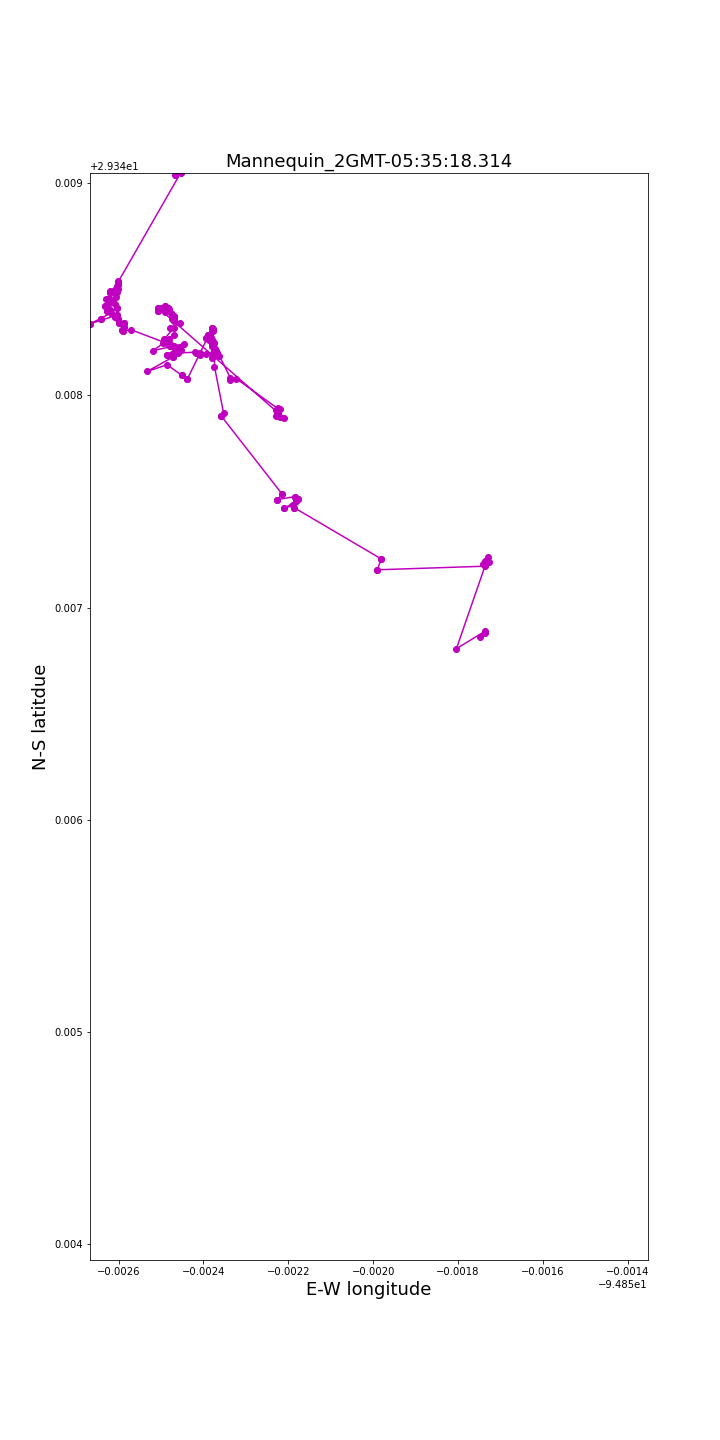 Mannequin_2GMT-05:35:18.314
+2.934e1
0.009
0.008
0.007
0.006
0.005
0.004
N-S latitdue
−0.0026 −0.0024 −0.0022 −0.0020 −0.0018 −0.0016 −0.0014
−9.485e1
E-W longitude